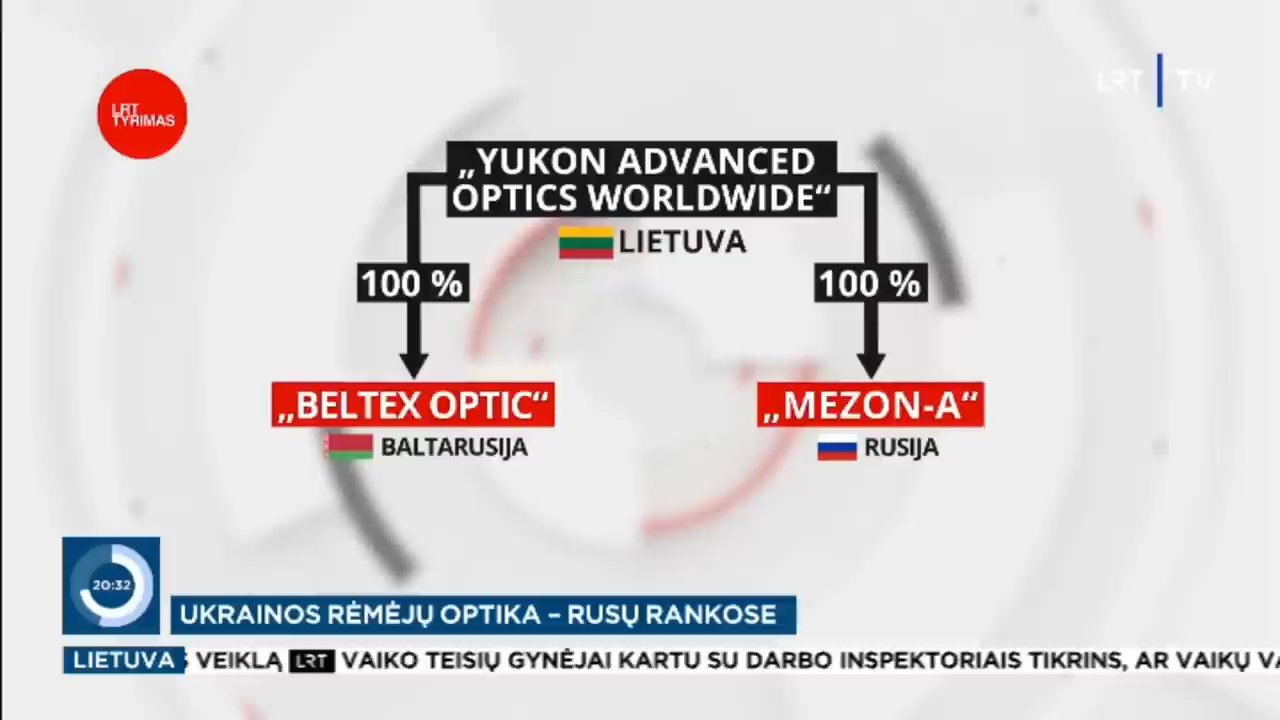 LRT
TYRIMAS
LRT TV
„YUKON ADVANCED
OPTICS WORLDWIDE“
LIETUVA
100 %
100 %
„BELTEX OPTIC“
„MEZON-A“
BALTARUSIJA
RUSIJA
20:32
UKRAINOS RĖMĖJŲ OPTIKA – RUSŲ RANKOSE
LIETUVA VEIKLĄ LRT VAIKO TEISIŲ GYNĖJAI KARTU SU DARBO INSPEKTORIAIS TIKRINS, AR VAIKŲ